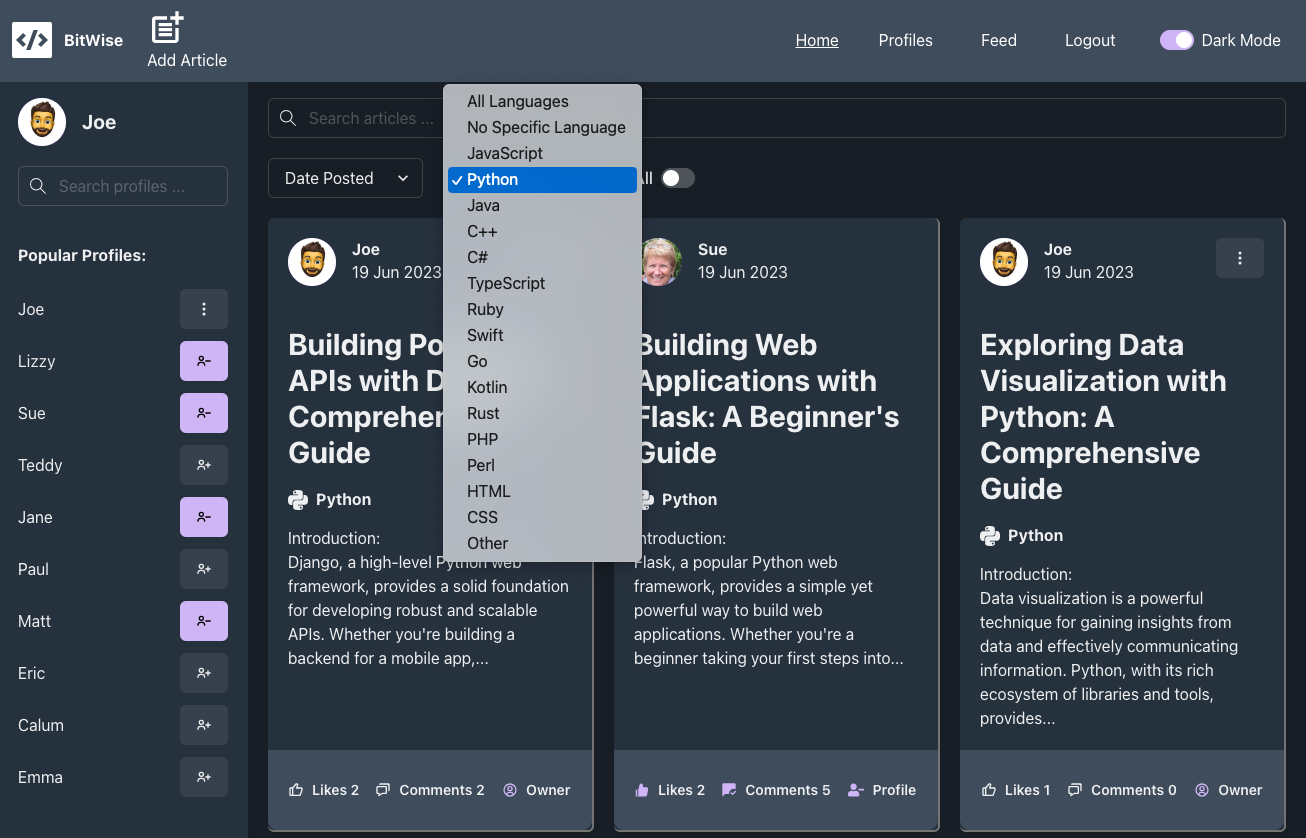 BitWise
Add Article
Home
Profiles
Feed
Logout
Dark Mode
Joe
Search profiles ...
Popular Profiles:
Joe
Lizzy
Sue
Teddy
Jane
Paul
Matt
Eric
Calum
Emma
Search articles ...
Date Posted
All Languages
No Specific Language
JavaScript
Python
Java
C++
C#
TypeScript
Ruby
Swift
Go
Kotlin
Rust
PHP
Perl
HTML
CSS
Other
Joe
19 Jun 2023
Building
APIs with
Guide
Python
Introduction:
Django, a high-level Python web
framework, provides a solid foundation
for developing robust and scalable
APIs. Whether you're building a
backend for a mobile app,...
Likes 2
Comments 2
Owner
Sue
19 Jun 2023
Building Web
Applications with
Flask: A Beginner's
Guide
Python
Introduction:
Flask, a popular Python web
framework, provides a simple yet
powerful way to build web
applications. Whether you're a
beginner taking your first steps into...
Likes 2
Comments 5
Profile
Joe
19 Jun 2023
Exploring Data
Visualization with
Python: A
Comprehensive
Guide
Python
Introduction:
Data visualization is a powerful
technique for gaining insights from
data and effectively communicating
information. Python, with its rich
ecosystem of libraries and tools,
provides...
Likes 1
Comments 0
Owner